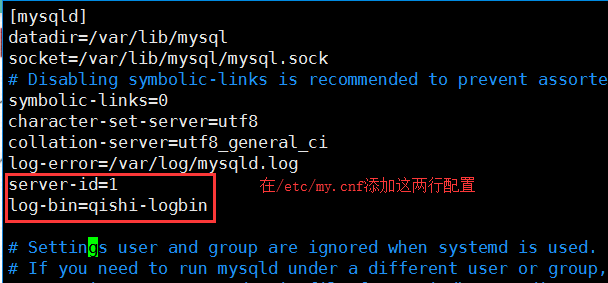 [mysqld]
datadir=/var/lib/mysql
socket=/var/lib/mysql/mysql.sock
# Disabling symbolic-links is recommended to prevent assorte
symbolic-links=0
character-set-server=utf8
collation-server=utf8_general_ci
log-error=/var/log/mysqld.log
server-id=1 在/etc/my.cnf添加这两行配置
log-bin=qishi-logbin
# Settings user and group are ignored when systemd is used.
# If you need to run mysqld under a different user or group,